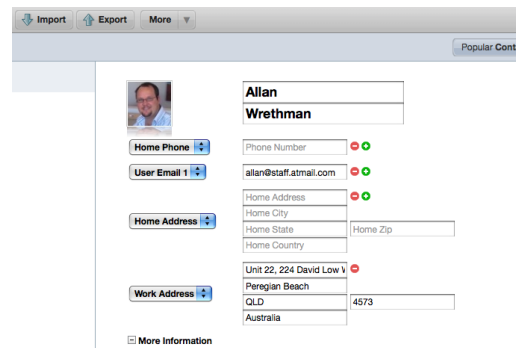 Import Export More
Popular Cont
Allan
Wrethman
Home Phone Phone Number
User Email 1 allan@staff.atmail.com
Home Address
Home Address
Home City
Home State Home Zip
Home Country
Work Address
Unit 22, 224 David Low
Peregian Beach
QLD 4573
Australia
More Information